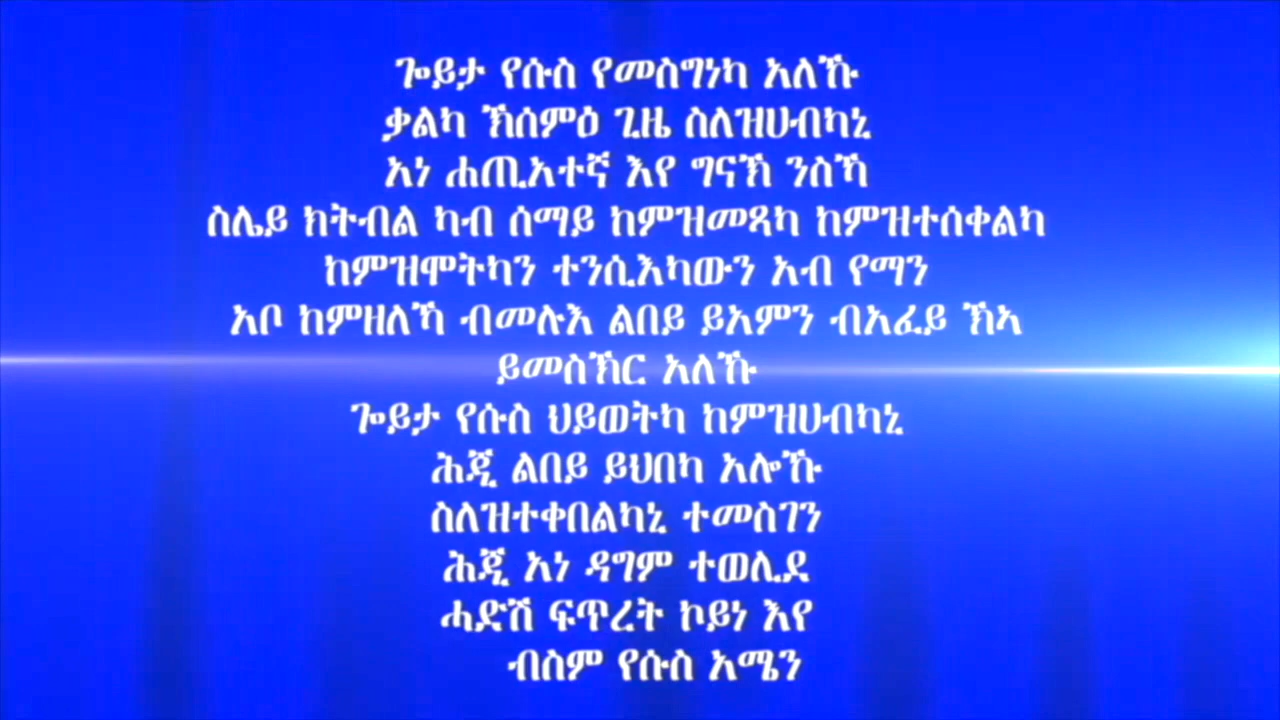 ጐይታ የሱስ የመስግነካ አለኹ
ቃልካ ኽሰምዕ ጊዜ ስለዝሀብካኒ
አነ ሐጢአተኛ እየ ግናኽ ንስኻ
ስሌይ ክትብል ካብ ሰማይ ከምዝመጻካ ከምዝተሰቀልካ
ከምዝሞትካን ተንሲእካውን አብ የማን
አቦ ከምዘለኻ ብመሉእ ልበይ ይአምን ብአፈይ ኽኣ
ይመስኽር አለኹ
ጐይታ የሱስ ህይወትካ ከምዝሀብካኒ
ሕጂ ልበይ ይህበካ አሎኹ
ስለዝተቀበልካኒ ተመስገን
ሕጂ አነ ዳግም ተወሊደ
ሓድሽ ፍጥረት ኮይነ እየ
ብስም የሱስ አሜን